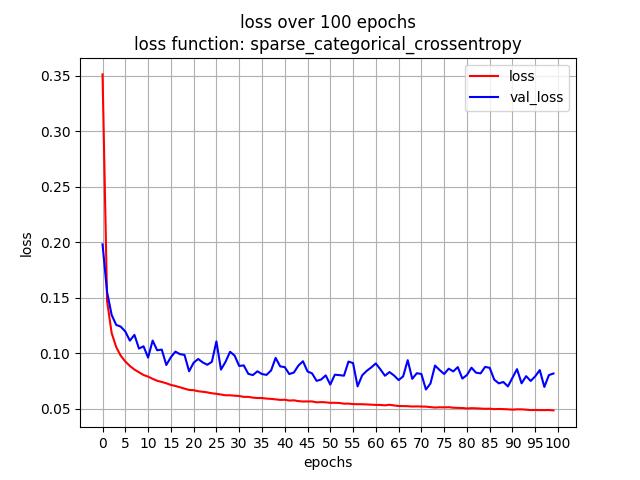 loss over 100 epochs
loss function: sparse_categorical_crossentropy
loss
val_loss
0.35
0.30
0.25
0.20
0.15
0.10
0.05
loss
0 5 10 15 20 25 30 35 40 45 50 55 60 65 70 75 80 85 90 95 100
epochs